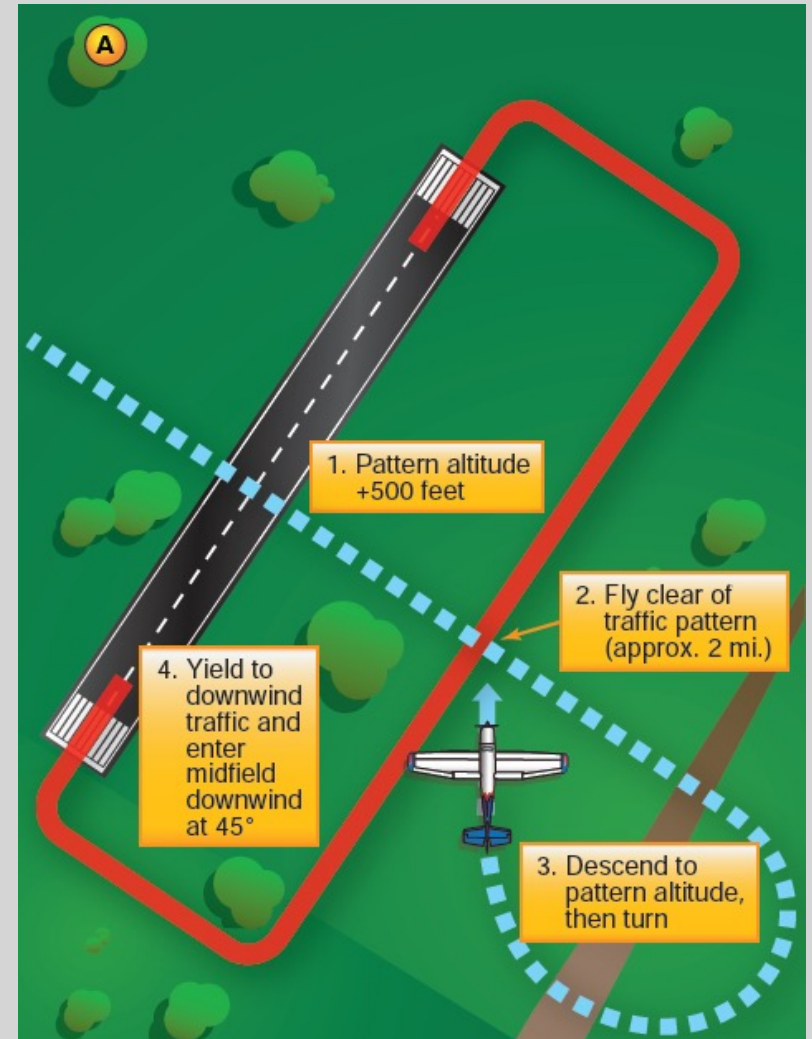 A
1. Pattern altitude
+500 feet
2. Fly clear of
traffic pattern
(approx. 2 mi.)
4. Yield to
downwind
traffic and
enter
midfield
downwind
at 45°
3. Descend to
pattern altitude,
then turn